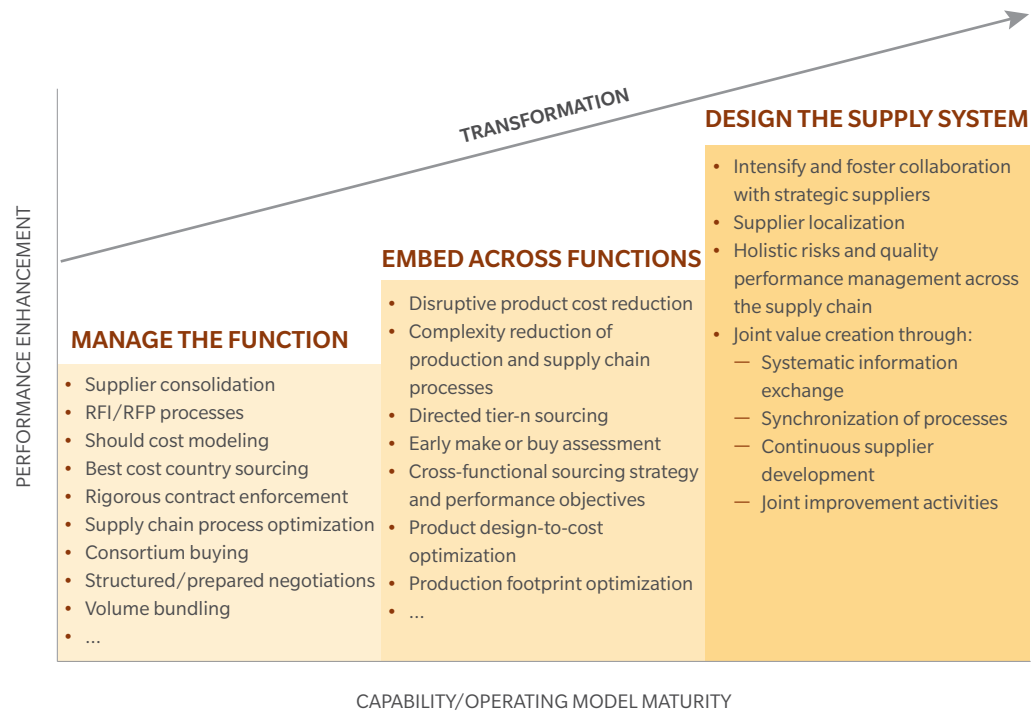 TRANSFORMATION
PERFORMANCE ENHANCEMENT
MANAGE THE FUNCTION
• Supplier consolidation
• RFI/RFP processes
• Should cost modeling
• Best cost country sourcing
• Rigorous contract enforcement
• Supply chain process optimization
• Consortium buying
• Structured/prepared negotiations
• Volume bundling
• ...
EMBED ACROSS FUNCTIONS
• Disruptive product cost reduction
• Complexity reduction of
production and supply chain
processes
• Directed tier-n sourcing
• Early make or buy assessment
• Cross-functional sourcing strategy
and performance objectives
• Product design-to-cost
optimization
• Production footprint optimization
• ...
DESIGN THE SUPPLY SYSTEM
• Intensify and foster collaboration
with strategic suppliers
• Supplier localization
• Holistic risks and quality
performance management across
the supply chain
• Joint value creation through:
— Systematic information
exchange
— Synchronization of processes
— Continuous supplier
development
— Joint improvement activities
CAPABILITY/OPERATING MODEL MATURITY